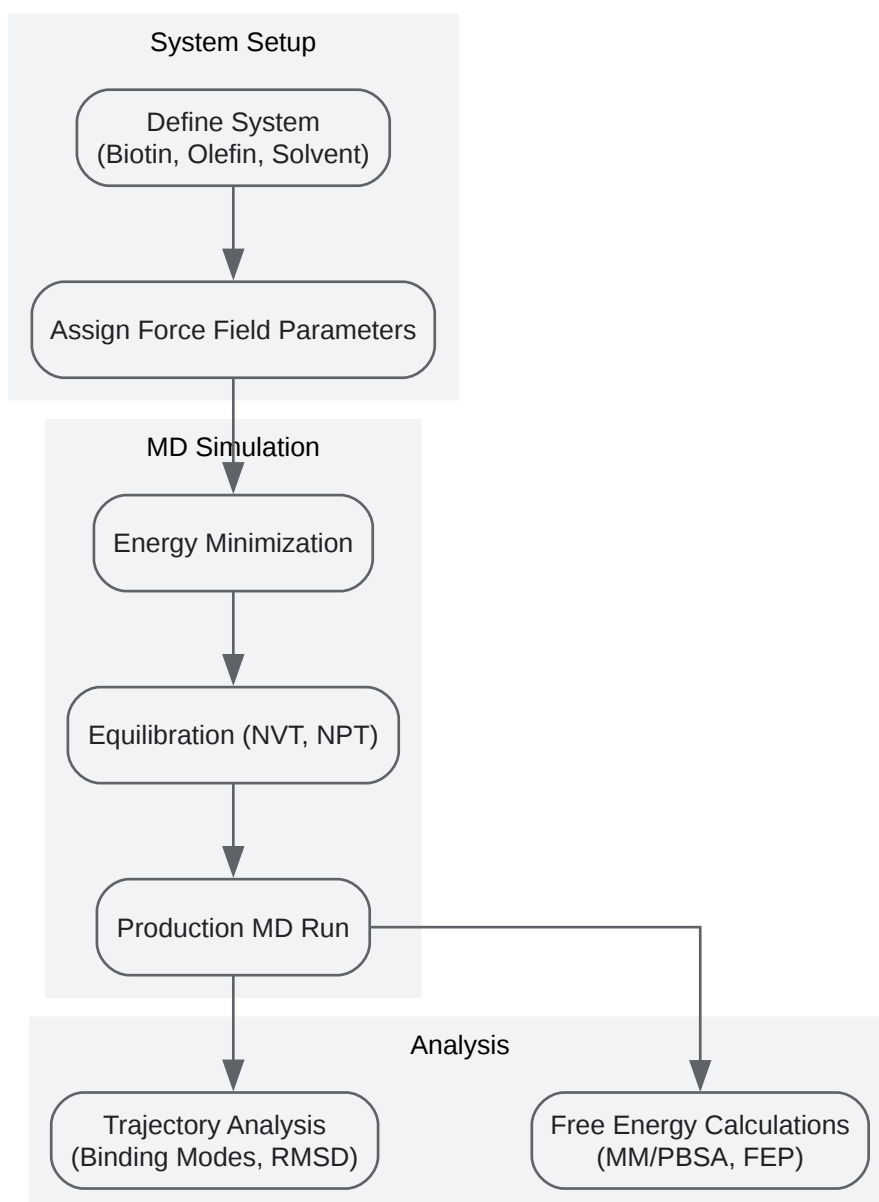 System Setup
Define System
(Biotin, Olefin, Solvent)
Assign Force Field Parameters
MD Simulation
Energy Minimization
Equilibration (NVT, NPT)
Production MD Run
Analysis
Trajectory Analysis
(Binding Modes, RMSD)
Free Energy Calculations
(MM/PBSA, FEP)